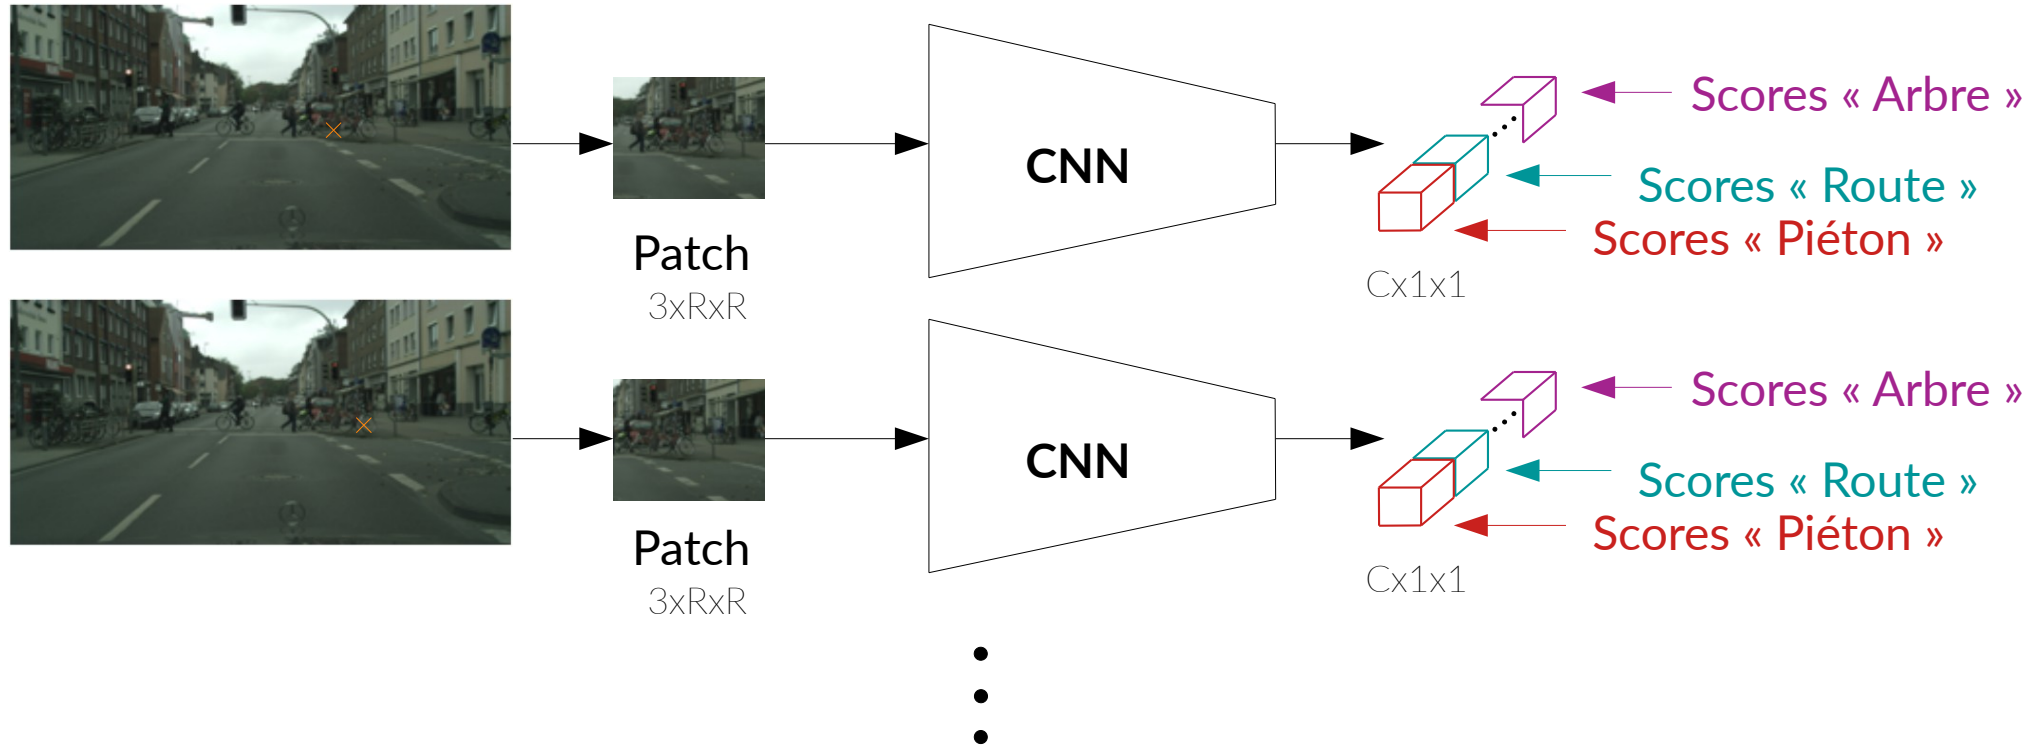 CNN
Scores « Arbre »
Scores « Route »
Scores « Piéton »
Patch
3xRxR
Cx1x1
CNN
Scores « Arbre »
Scores « Route »
Scores « Piéton »
Patch
3xRxR
Cx1x1